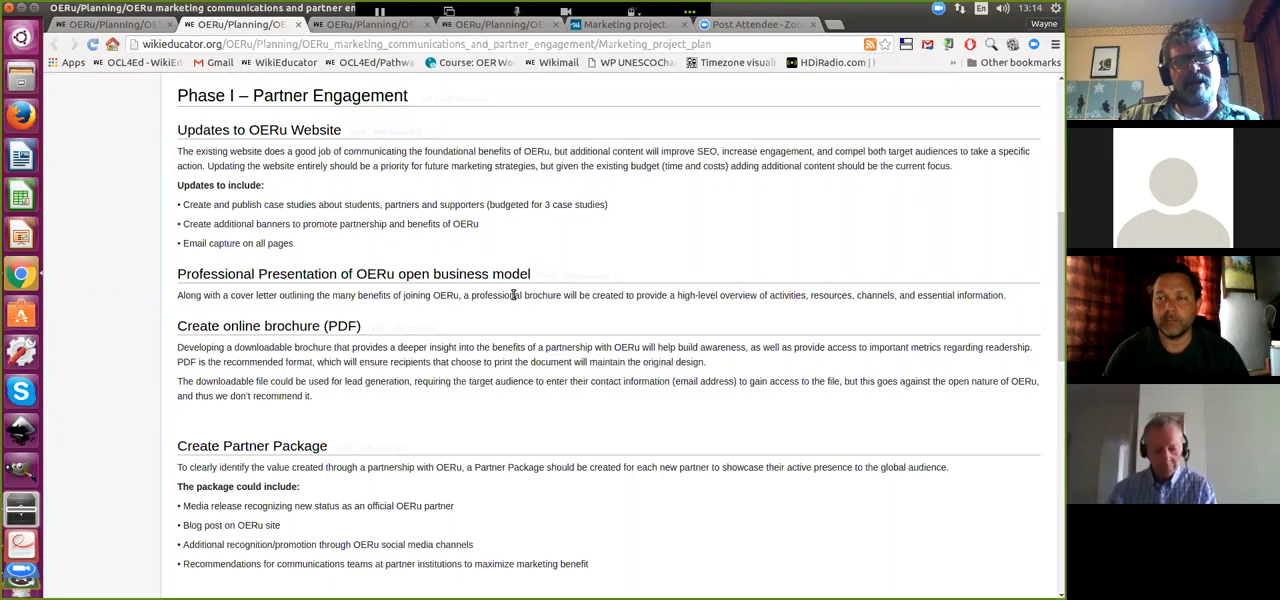 OERu/Planning/OERu marketing communications and partner en
En
13:14
OERu/Planning/O
OERu/Planning/O
OERu/Planning/O
OERu/Planning/O
Marketing project
Post Attendee - Zoo
Wayne
wikieducator.org/OERu/Planning/OERu_marketing_communications_and_partner_engagement/Marketing_project_plan
Apps
OCL4Ed - WikiEd
Gmail
WikiEducator
OCL4Ed/Pathwa
Course: OER Wo
Wikimail
WP UNESCOCha
Timezone visuali
HDiRadio.com |
Other bookmarks
Phase I – Partner Engagement
Updates to OERu Website
The existing website does a good job of communicating the foundational benefits of OERu, but additional content will improve SEO, increase engagement, and compel both target audiences to take a specific
action. Updating the website entirely should be a priority for future marketing strategies, but given the existing budget (time and costs) adding additional content should be the current focus.
Updates to include:
• Create and publish case studies about students, partners and supporters (budgeted for 3 case studies)
• Create additional banners to promote partnership and benefits of OERu
• Email capture on all pages
Professional Presentation of OERu open business model
Along with a cover letter outlining the many benefits of joining OERu, a professional brochure will be created to provide a high-level overview of activities, resources, channels, and essential information.
Create online brochure (PDF)
Developing a downloadable brochure that provides a deeper insight into the benefits of a partnership with OERu will help build awareness, as well as provide access to important metrics regarding readership.
PDF is the recommended format, which will ensure recipients that choose to print the document will maintain the original design.
The downloadable file could be used for lead generation, requiring the target audience to enter their contact information (email address) to gain access to the file, but this goes against the open nature of OERu,
and thus we don't recommend it.
Create Partner Package
To clearly identify the value created through a partnership with OERu, a Partner Package should be created for each new partner to showcase their active presence to the global audience.
The package could include:
• Media release recognizing new status as an official OERu partner
• Blog post on OERu site
• Additional recognition/promotion through OERu social media channels
• Recommendations for communications teams at partner institutions to maximize marketing benefit